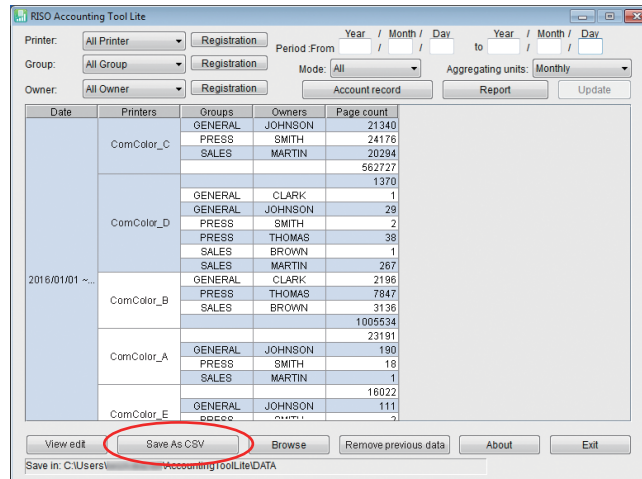 RISO Accounting Tool Lite
Printer: All Printer Registration Period :From Year / Month / Day to Year / Month / Day
/ / / /
Group: All Group Registration Mode: All Aggregating units: Monthly
Owner: All Owner Registration Account record Report Update
Date Printers Groups Owners Page count
GENERAL JOHNSON 21340
ComColor_C PRESS SMITH 24176
SALES MARTIN 20294
562727
1370
GENERAL CLARK 1
GENERAL JOHNSON 29
ComColor_D PRESS SMITH 2
PRESS THOMAS 38
SALES BROWN 1
SALES MARTIN 267
2016/01/01 ~... GENERAL CLARK 2196
ComColor_B PRESS THOMAS 7847
SALES BROWN 3136
1005534
23191
ComColor_A GENERAL JOHNSON 190
PRESS SMITH 18
SALES MARTIN 1
16022
ComColor_E GENERAL JOHNSON 111
PRESS SMITH 2
View edit Save As CSV Browse Remove previous data About Exit
Save in: C:\Users\ \AccountingToolLite\DATA